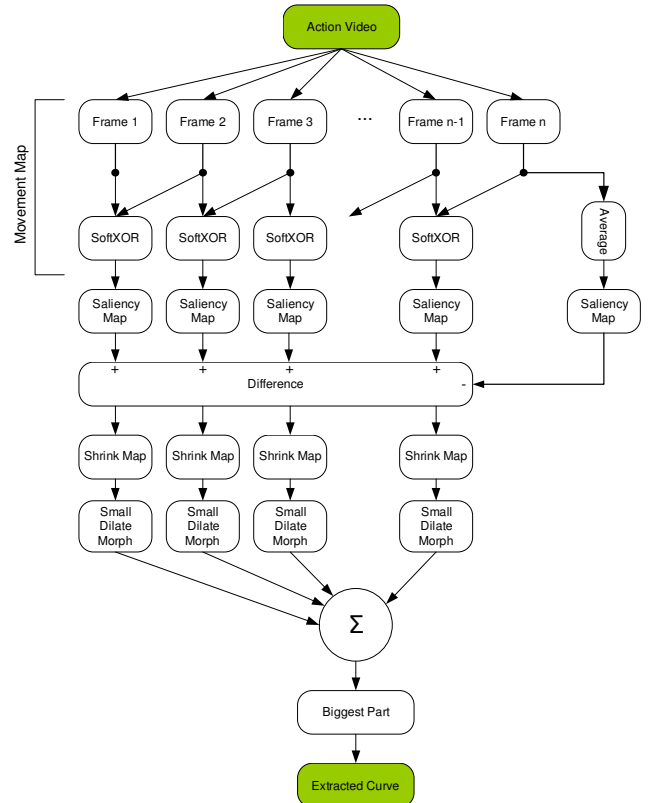 Action Video
Frame 1
Frame 2
Frame 3
...
Frame n-1
Frame n
Movement Map
SoftXOR
SoftXOR
SoftXOR
SoftXOR
Average
Saliency
Map
Saliency
Map
Saliency
Map
Saliency
Map
Saliency
Map
+
+
+
+
Difference
-
Shrink Map
Shrink Map
Shrink Map
Shrink Map
Small
Dilate
Morph
Small
Dilate
Morph
Small
Dilate
Morph
Small
Dilate
Morph
Σ
Biggest Part
Extracted Curve